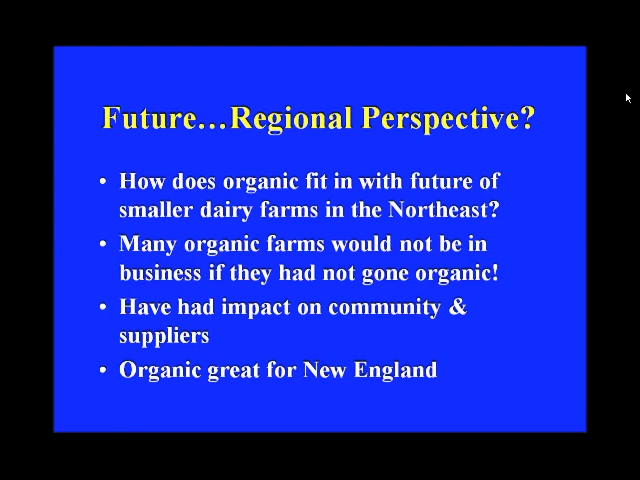 Future…Regional Perspective?
• How does organic fit in with future of
smaller dairy farms in the Northeast?
• Many organic farms would not be in
business if they had not gone organic!
• Have had impact on community &
suppliers
• Organic great for New England